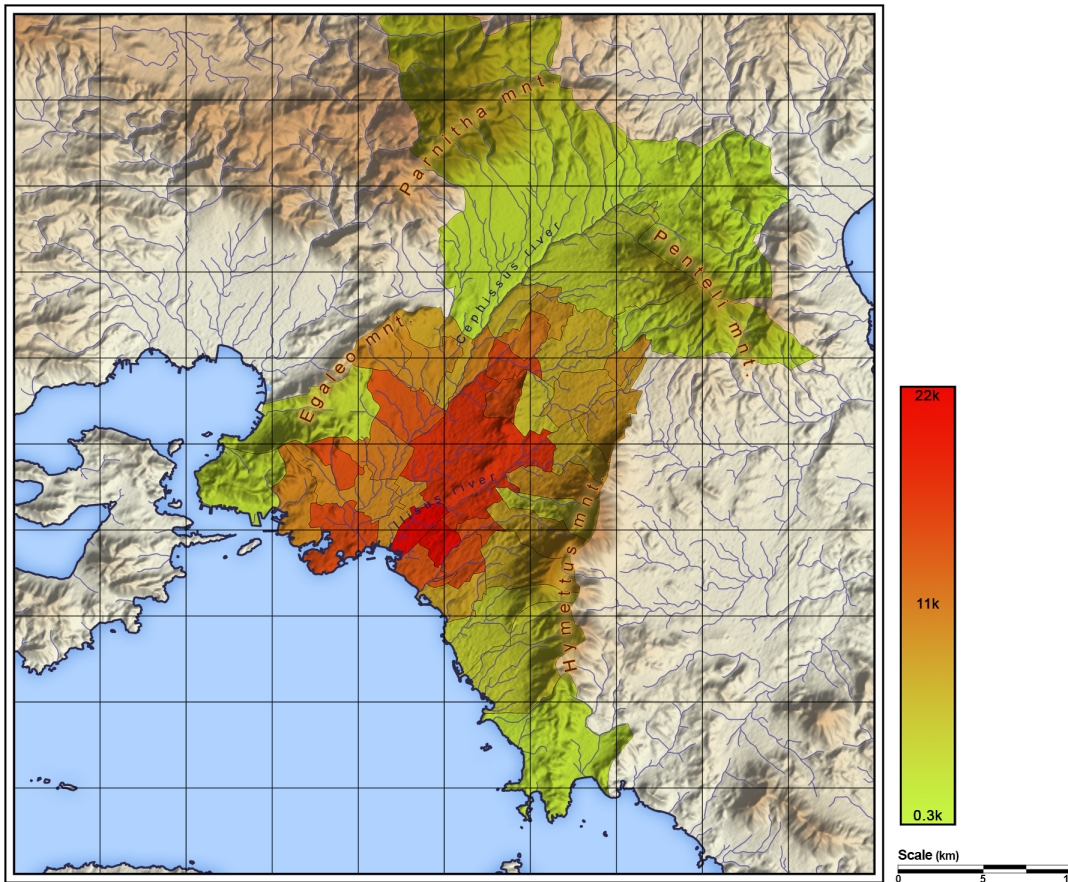 Parnitha mnt.
Cephissus river
Penteli mnt.
Egaleo mnt.
river
Hymettus mnt.
22k
11k
0.3k
Scale (km)
0 5